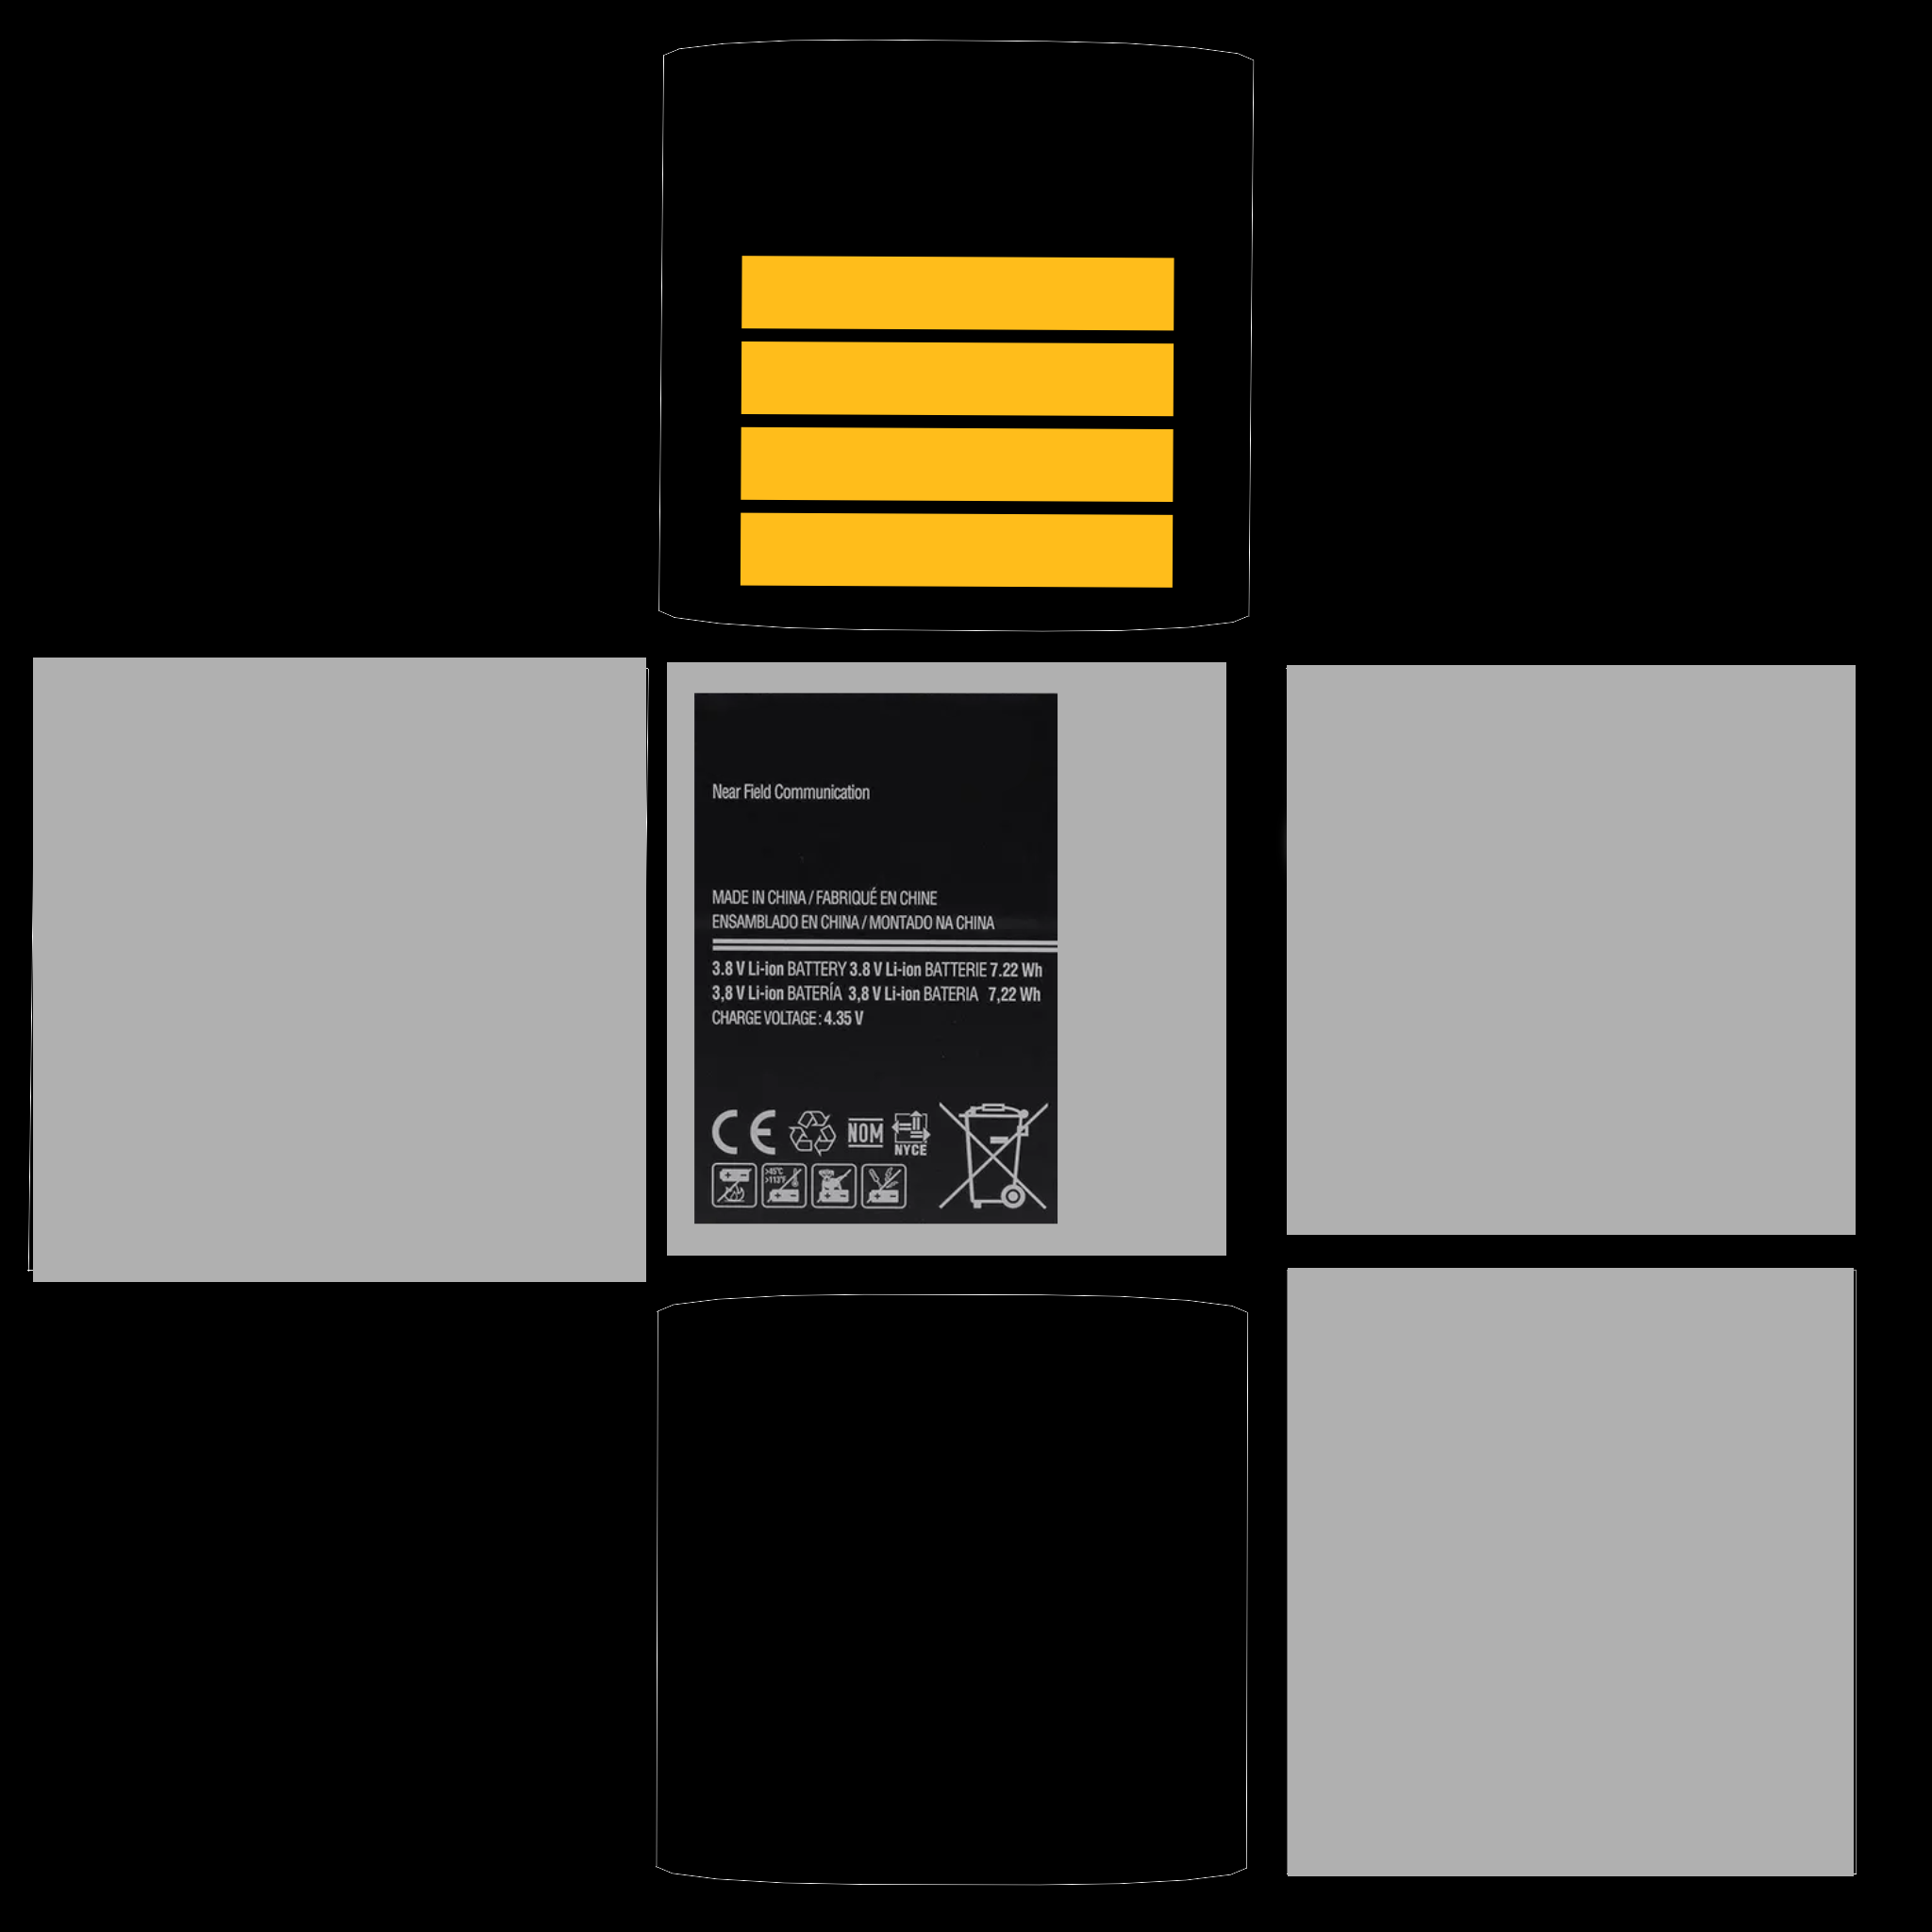 Near Field Communication
MADE IN CHINA / FABRIQUÉ EN CHINE
ENSAMBLADO EN CHINA / MONTADO NA CHINA
3.8 V Li-ion BATTERY 3.8 V Li-ion BATTERIE 7.22 Wh
3,8 V Li-ion BATERÍA 3,8 V Li-ion BATERIA 7,22 Wh
CHARGE VOLTAGE : 4.35 V
CE NOM NYCE
>45°C
>113°F